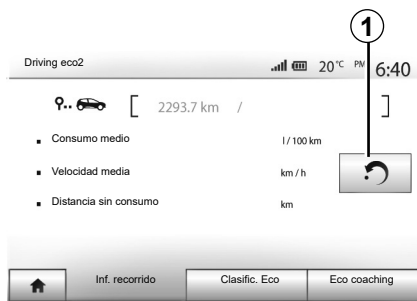 1
Driving eco2 20°C PM 6:40
[ 2293.7 km / ]
Consumo medio l / 100 km
Velocidad media km / h
Distancia sin consumo km
Inf. recorrido Clasific. Eco Eco coaching